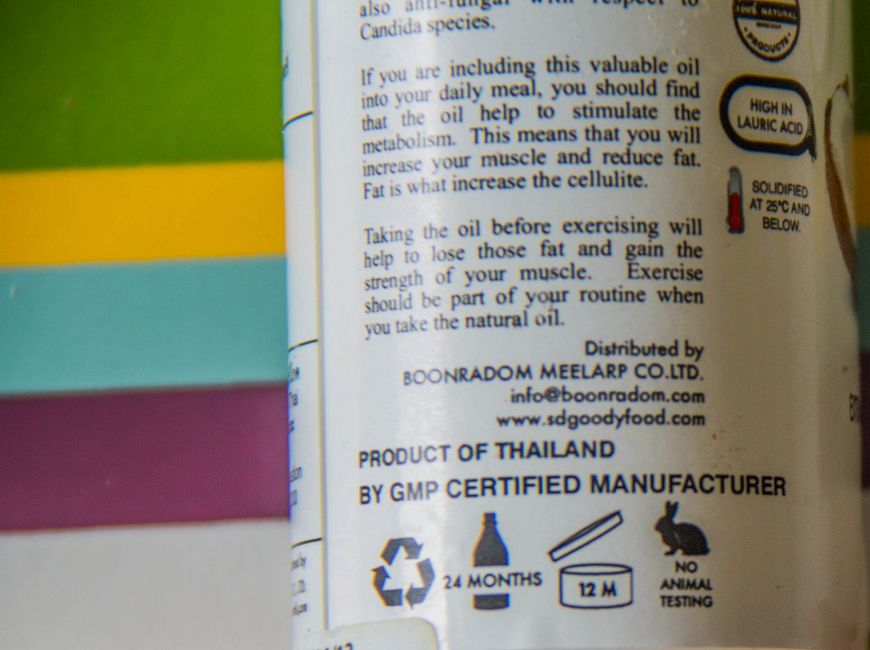 also anti-fungal with respect to
Candida species.
If you are including this valuable oil
into your daily meal, you should find
that the oil help to stimulate the
metabolism. This means that you will
increase your muscle and reduce fat.
Fat is what increase the cellulite.
Taking the oil before exercising will
help to lose those fat and gain the
strength of your muscle. Exercise
should be part of your routine when
you take the natural oil.
Distributed by
BOONRADOM MEELARP CO.LTD.
info@boonradom.com
www.sdgoodyfood.com
PRODUCT OF THAILAND
BY GMP CERTIFIED MANUFACTURER
24 MONTHS
12 M
NO
ANIMAL
TESTING
100% NATURAL
PRODUCTS
HIGH IN
LAURIC ACID
SOLIDIFIED
AT 25°C AND
BELOW.